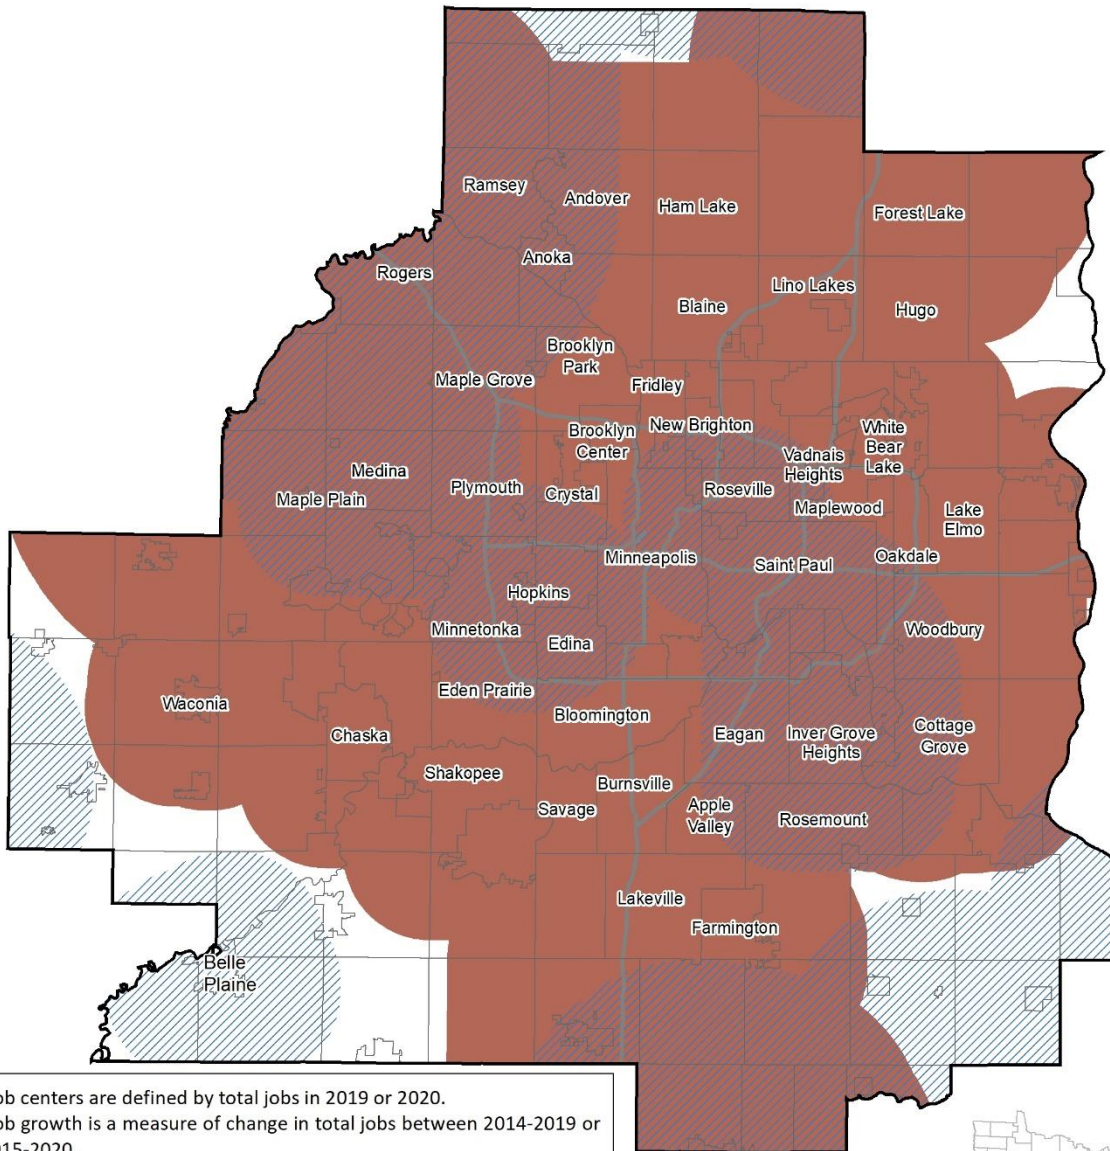 Ramsey
Andover
Ham Lake
Forest Lake
Anoka
Rogers
Lino Lakes
Blaine
Hugo
Brooklyn
Park
Maple Grove
Fridley
New Brighton
Brooklyn
Center
White
Bear
Lake
Vadnais
Heights
Medina
Maple Plain
Plymouth
Crystal
Roseville
Maplewood
Lake
Elmo
Minneapolis
Saint Paul
Oakdale
Hopkins
Minnetonka
Edina
Woodbury
Eden Prairie
Waconia
Bloomington
Chaska
Eagan
Inver Grove
Heights
Cottage
Grove
Shakopee
Burnsville
Savage
Apple
Valley
Rosemount
Lakeville
Farmington
Belle
Plaine
centers are defined by total jobs in 2019 or 2020.
growth is a measure of change in total jobs between 2014-2019 or